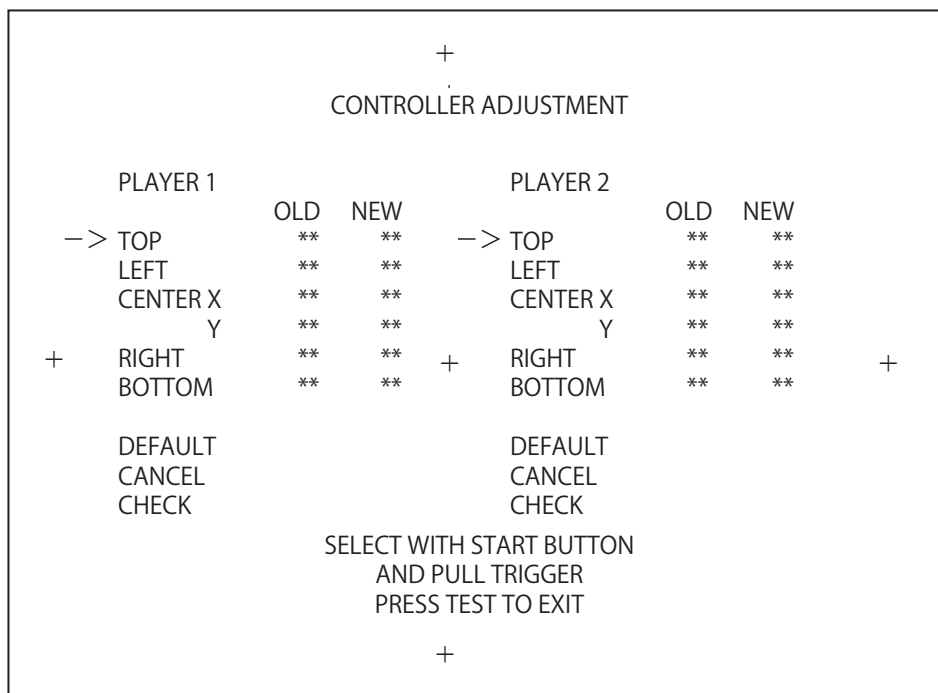 +
CONTROLLER ADJUSTMENT
PLAYER 1 PLAYER 2
OLD NEW OLD NEW
—> TOP ** ** —> TOP ** **
LEFT ** ** LEFT ** **
CENTER X ** ** CENTER X ** **
Y ** ** Y ** **
+ RIGHT ** ** + RIGHT ** ** +
BOTTOM ** ** BOTTOM ** **
DEFAULT DEFAULT
CANCEL CANCEL
CHECK CHECK
SELECT WITH START BUTTON
AND PULL TRIGGER
PRESS TEST TO EXIT
+